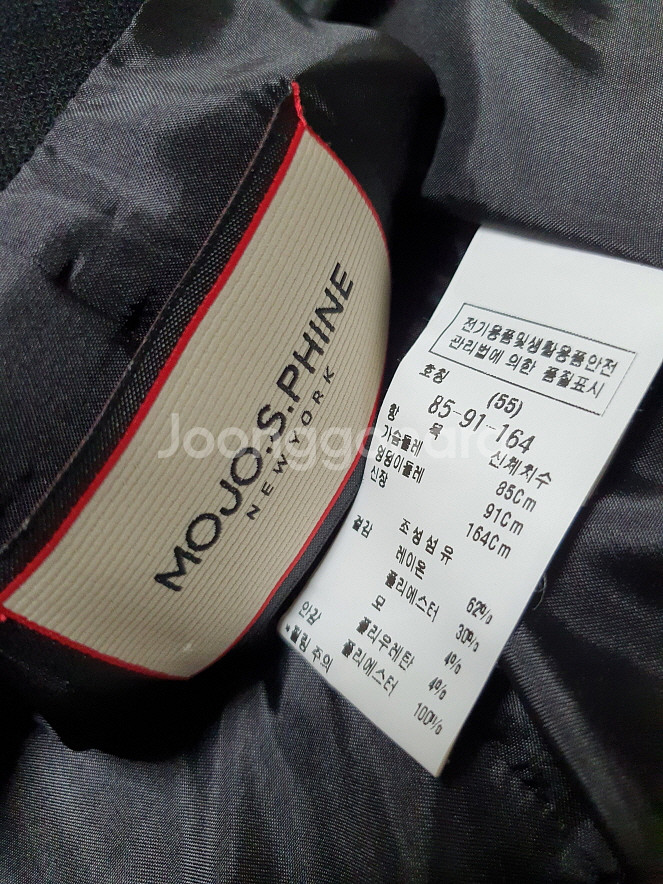 MOJO.S.PHINE
NEWYORK
전기용품및생활용품안전
관리법에 의한 품질표시
호칭 (55)
85-91-164
항 목 신체치수
가슴둘레 85Cm
엉덩이둘레 91Cm
신장 164Cm
조성섬유
겉감 레이온 62%
폴리에스터 30%
모 4%
폴리우레탄 4%
안감 폴리에스터 100%
필링 주의
Joonggonara